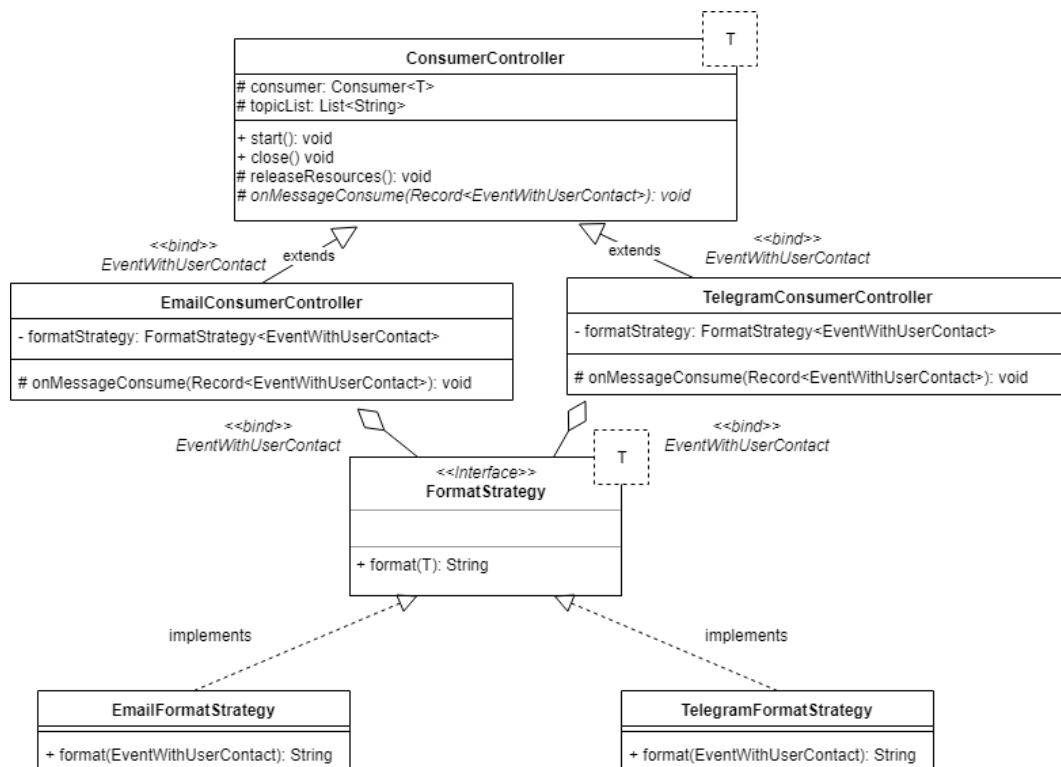 T
ConsumerController
# consumer: Consumer<T>
# topicList: List<String>
+ start(): void
+ close() void
# releaseResources(): void
# onMessageConsume(Record<EventWithUserContact>): void
<<bind>>
EventWithUserContact
extends
extends
<<bind>>
EventWithUserContact
EmailConsumerController
- formatStrategy: FormatStrategy<EventWithUserContact>
# onMessageConsume(Record<EventWithUserContact>): void
TelegramConsumerController
- formatStrategy: FormatStrategy<EventWithUserContact>
# onMessageConsume(Record<EventWithUserContact>): void
<<bind>>
EventWithUserContact
<<bind>>
EventWithUserContact
T
<<Interface>>
FormatStrategy
+ format(T): String
implements
implements
EmailFormatStrategy
+ format(EventWithUserContact): String
TelegramFormatStrategy
+ format(EventWithUserContact): String